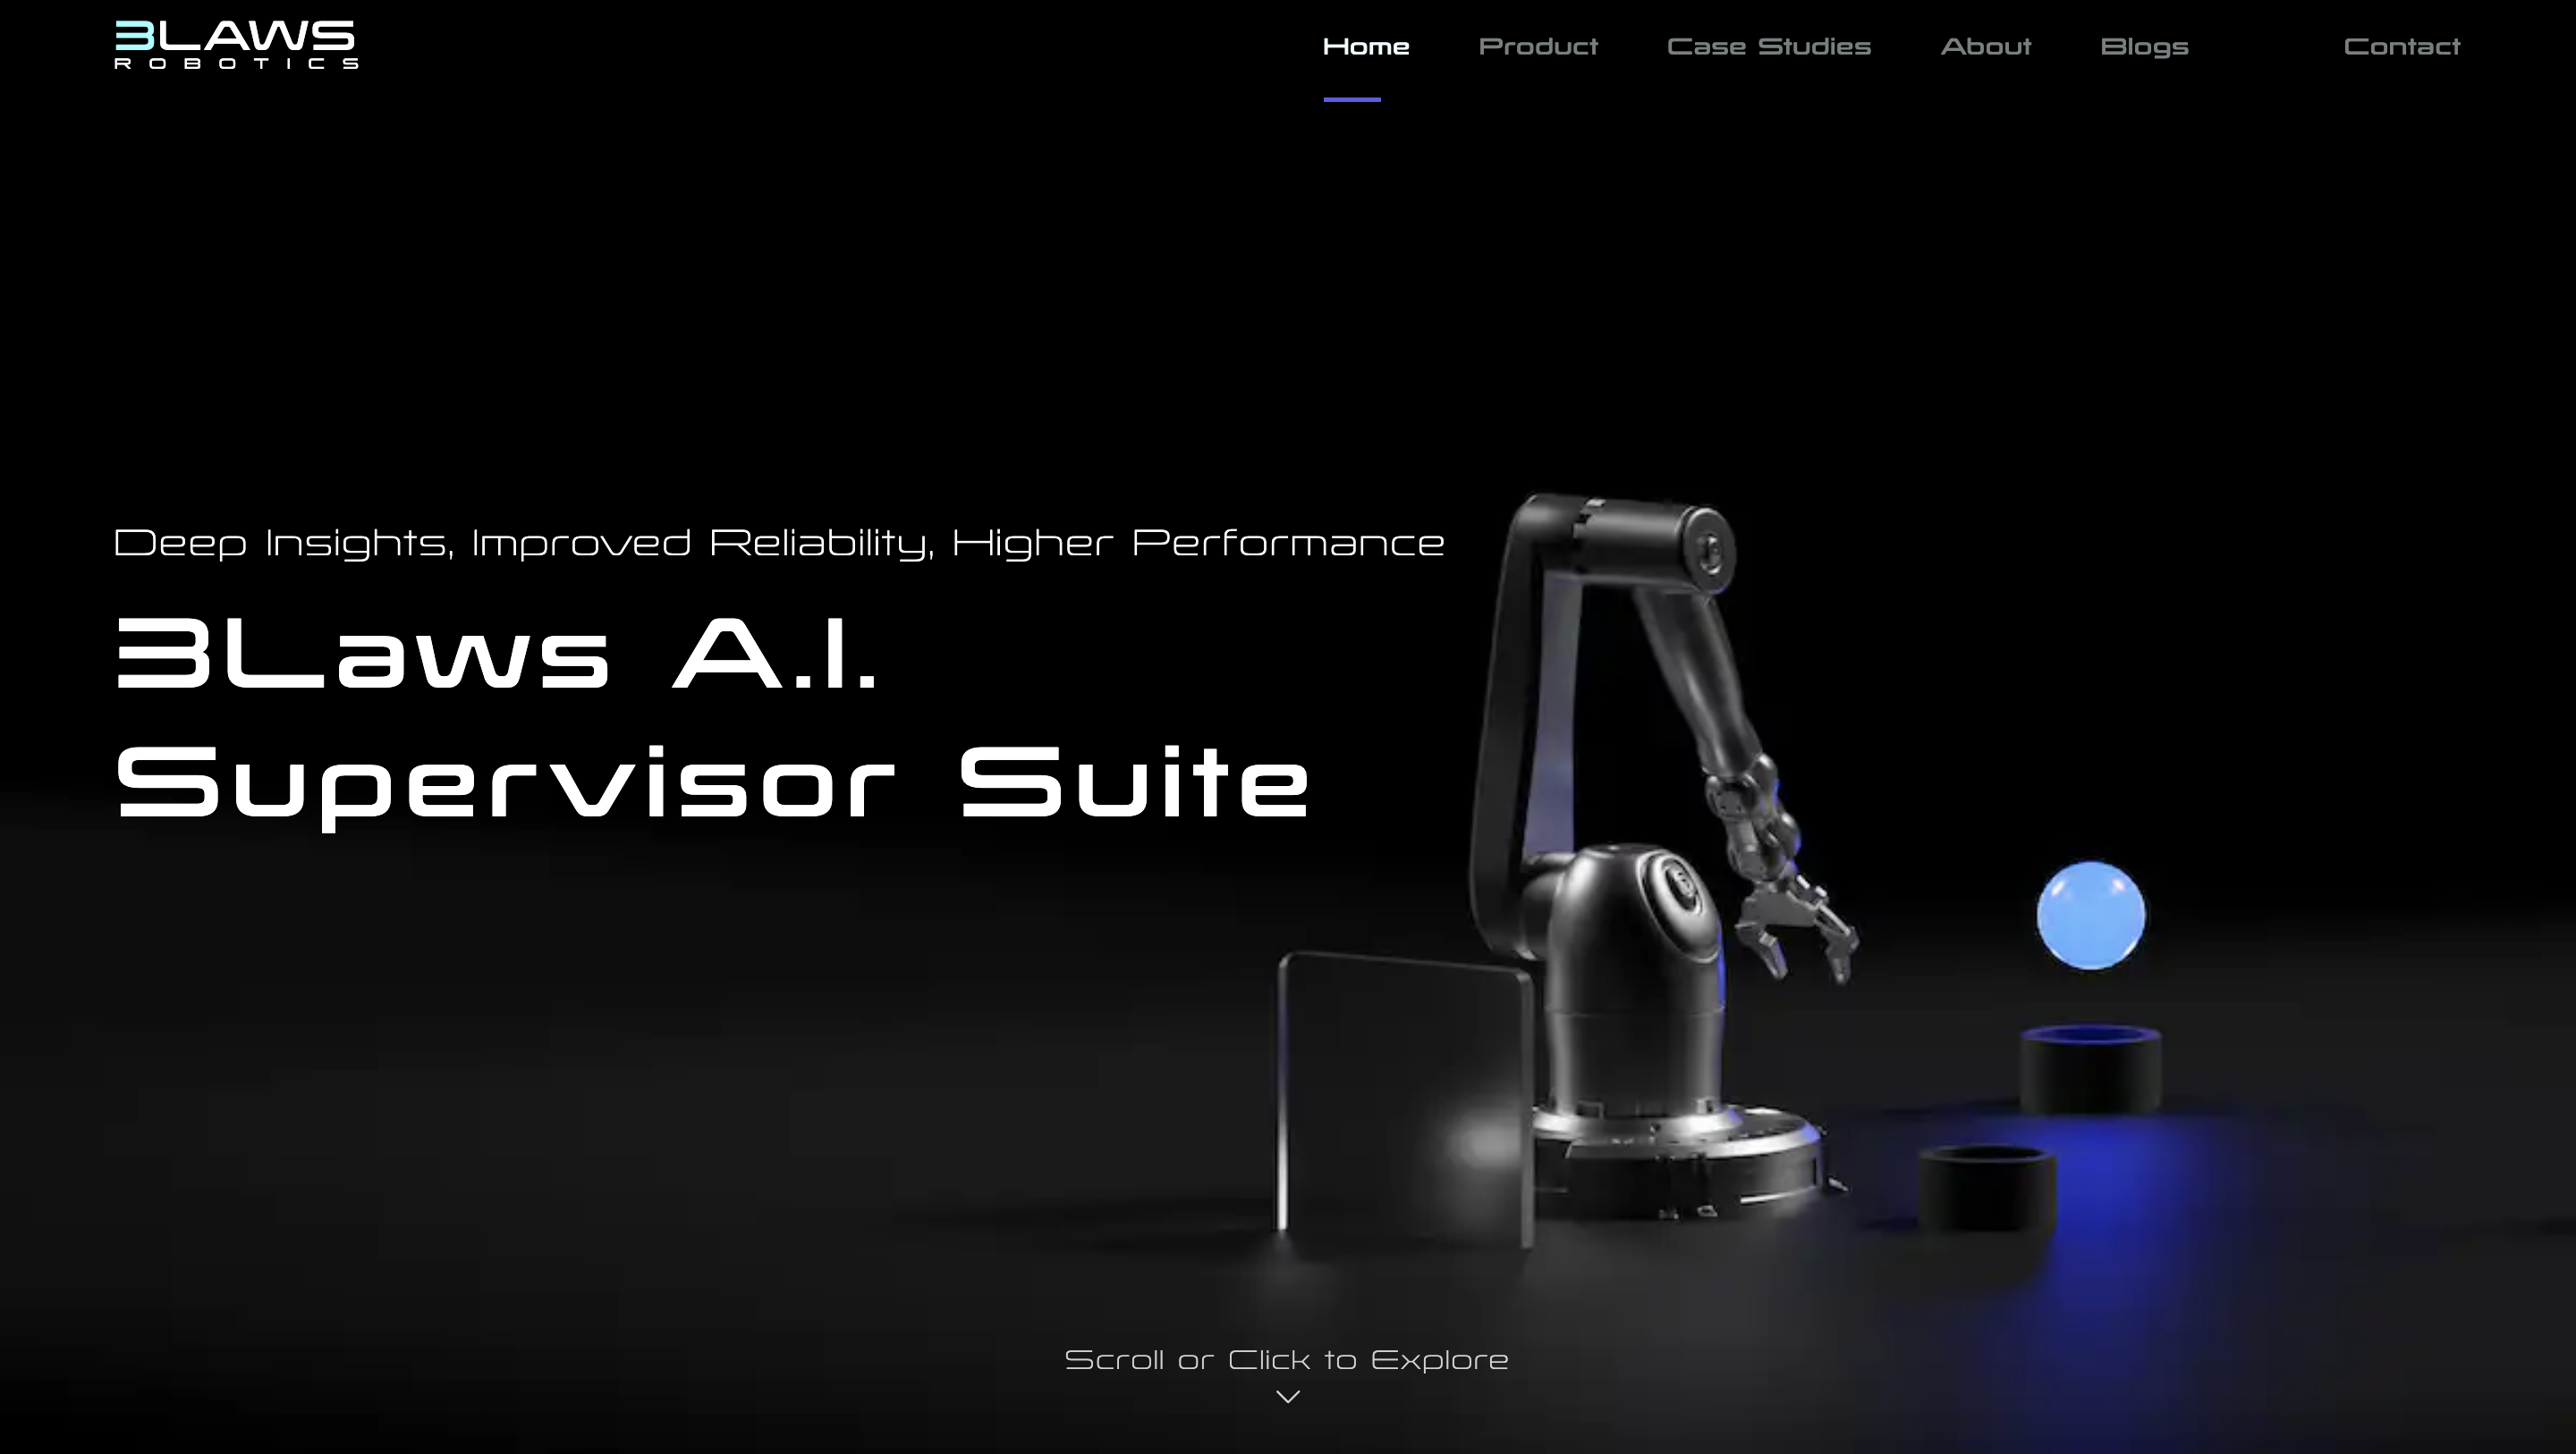 3LAWS
ROBOTICS
Home Product Case Studies About Blogs Contact
Deep Insights, Improved Reliability, Higher Performance
3Laws A.I.
Supervisor Suite
Scroll or Click to Explore